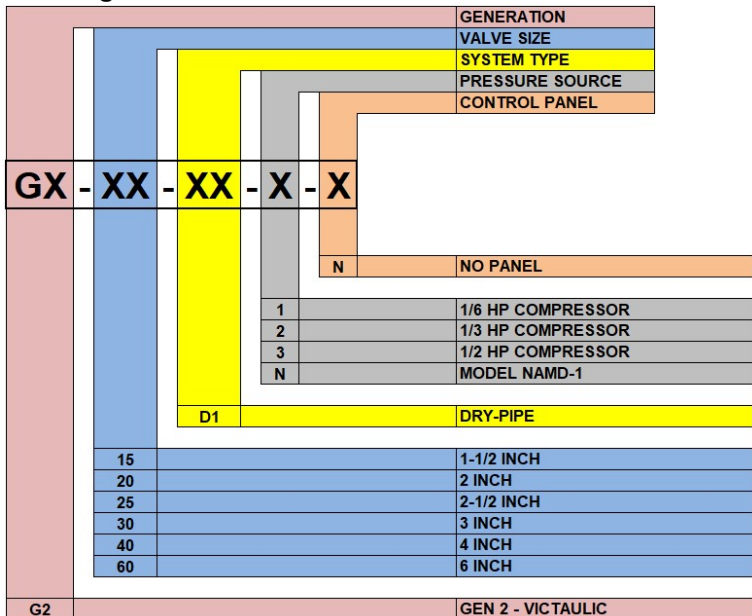 GENERATION
VALVE SIZE
SYSTEM TYPE
PRESSURE SOURCE
CONTROL PANEL
GX - XX - XX - X - X
N NO PANEL
1 1/6 HP COMPRESSOR
2 1/3 HP COMPRESSOR
3 1/2 HP COMPRESSOR
N MODEL NAMD-1
D1 DRY-PIPE
15 1-1/2 INCH
20 2 INCH
25 2-1/2 INCH
30 3 INCH
40 4 INCH
60 6 INCH
G2 GEN 2 - VICTAULIC